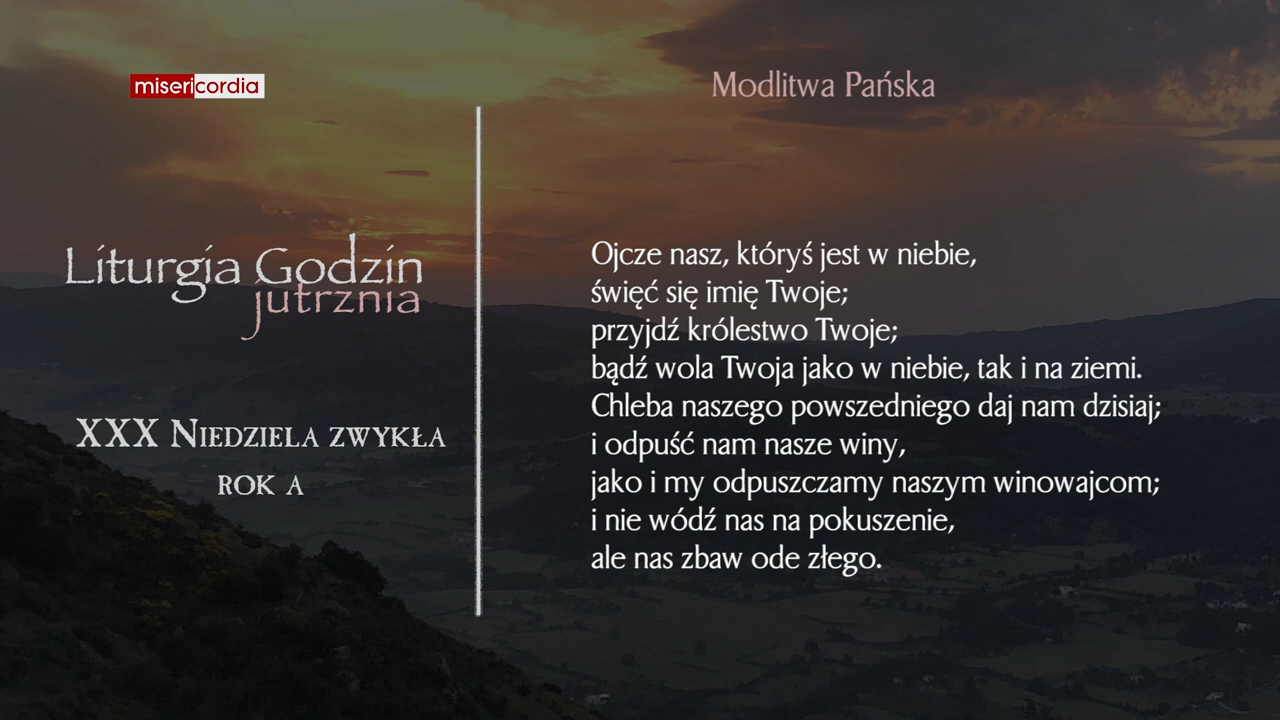 misericordia
Liturgia Godzin
jutrznia
XXX Niedziela zwykła
rok A
Modlitwa Pańska
Ojcze nasz, któryś jest w niebie,
święć się imię Twoje;
przyjdź królestwo Twoje;
bądź wola Twoja jako w niebie, tak i na ziemi.
Chleba naszego powszedniego daj nam dzisiaj;
i odpuść nam nasze winy,
jako i my odpuszczamy naszym winowajcom;
i nie wódź nas na pokuszenie,
ale nas zbaw ode złego.